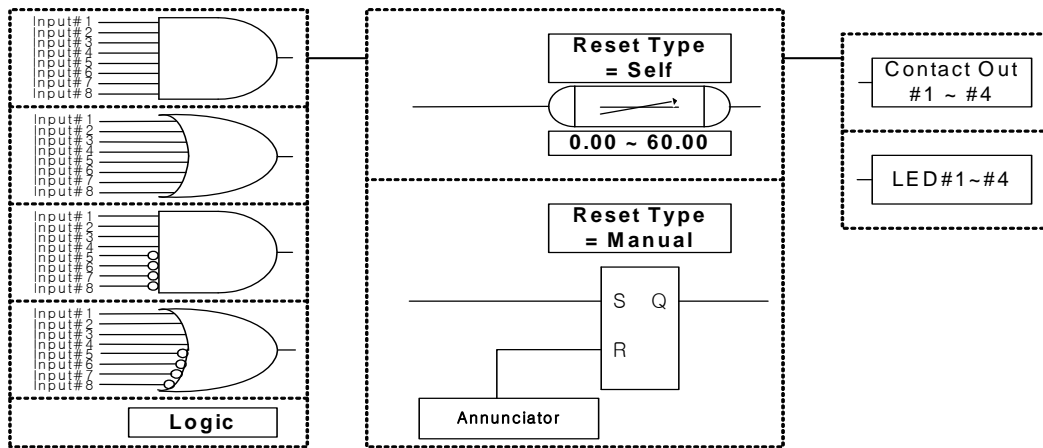 Input#1
Input#2
Input#3
Input#4
Input#5
Input#6
Input#7
Input#8
Input#1
Input#2
Input#3
Input#4
Input#5
Input#6
Input#7
Input#8
Input#1
Input#2
Input#3
Input#4
Input#5
Input#6
Input#7
Input#8
Input#1
Input#2
Input#3
Input#4
Input#5
Input#6
Input#7
Input#8
Logic
Reset Type
= Self
0.00 ~ 60.00
Reset Type
= Manual
S Q
R
Annunciator
Contact Out
#1 ~ #4
LED#1~#4